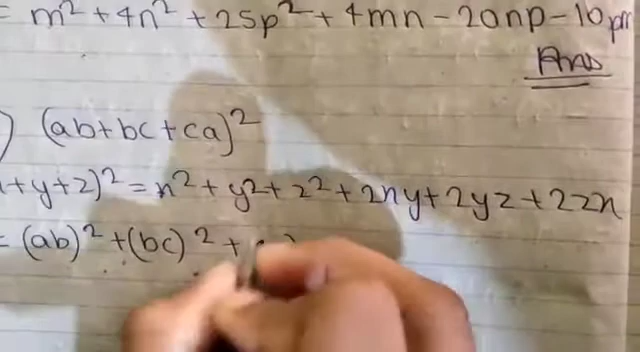 = m² + 4n² + 25p² + 4mn - 20np - 10pm
Ans
) (ab+bc+ca)²
+y+z)² = x² + y² + z² + 2xy + 2yz + 2zx
= (ab)² + (bc)² +